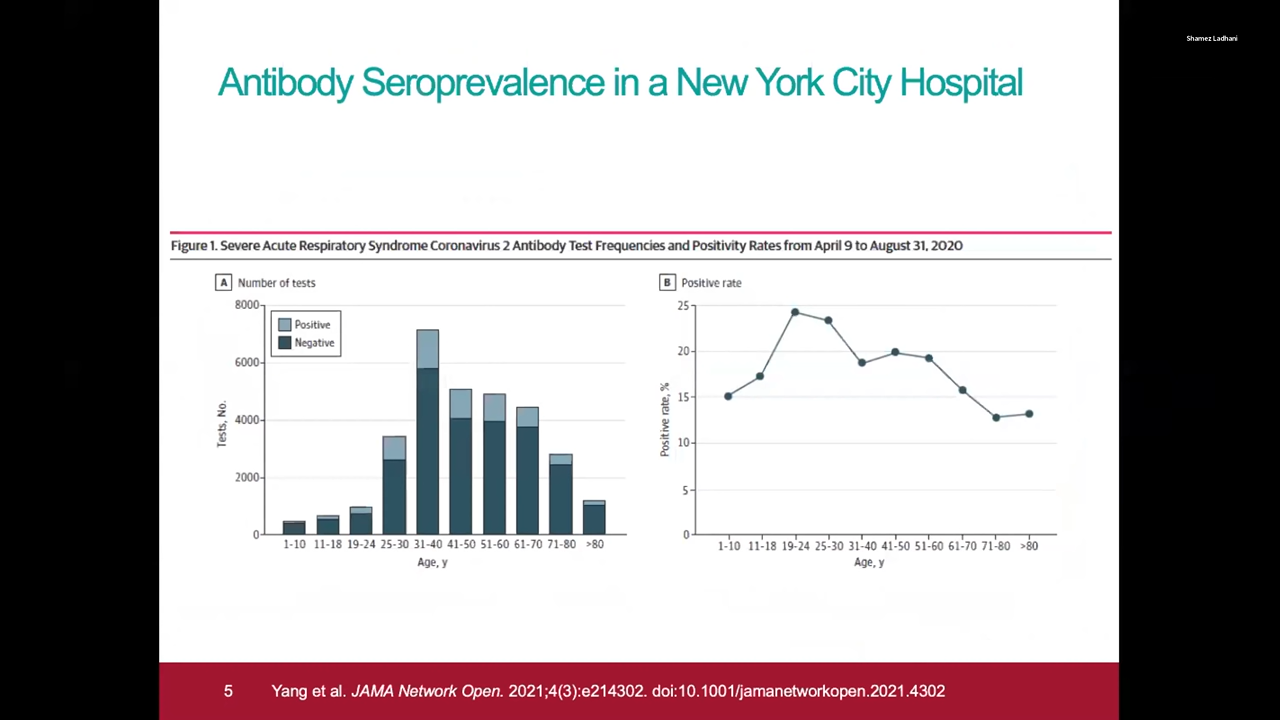 Shamez Ladhani
Antibody Seroprevalence in a New York City Hospital
Figure 1. Severe Acute Respiratory Syndrome Coronavirus 2 Antibody Test Frequencies and Positivity Rates from April 9 to August 31, 2020
A Number of tests
8000
6000
4000
2000
0
Tests, No.
Positive
Negative
1-10 11-18 19-24 25-30 31-40 41-50 51-60 61-70 71-80 >80
Age, y
B Positive rate
25
20
15
10
5
0
Positive rate, %
1-10 11-18 19-24 25-30 31-40 41-50 51-60 61-70 71-80 >80
Age, y
5 Yang et al. JAMA Network Open. 2021;4(3):e214302. doi:10.1001/jamanetworkopen.2021.4302